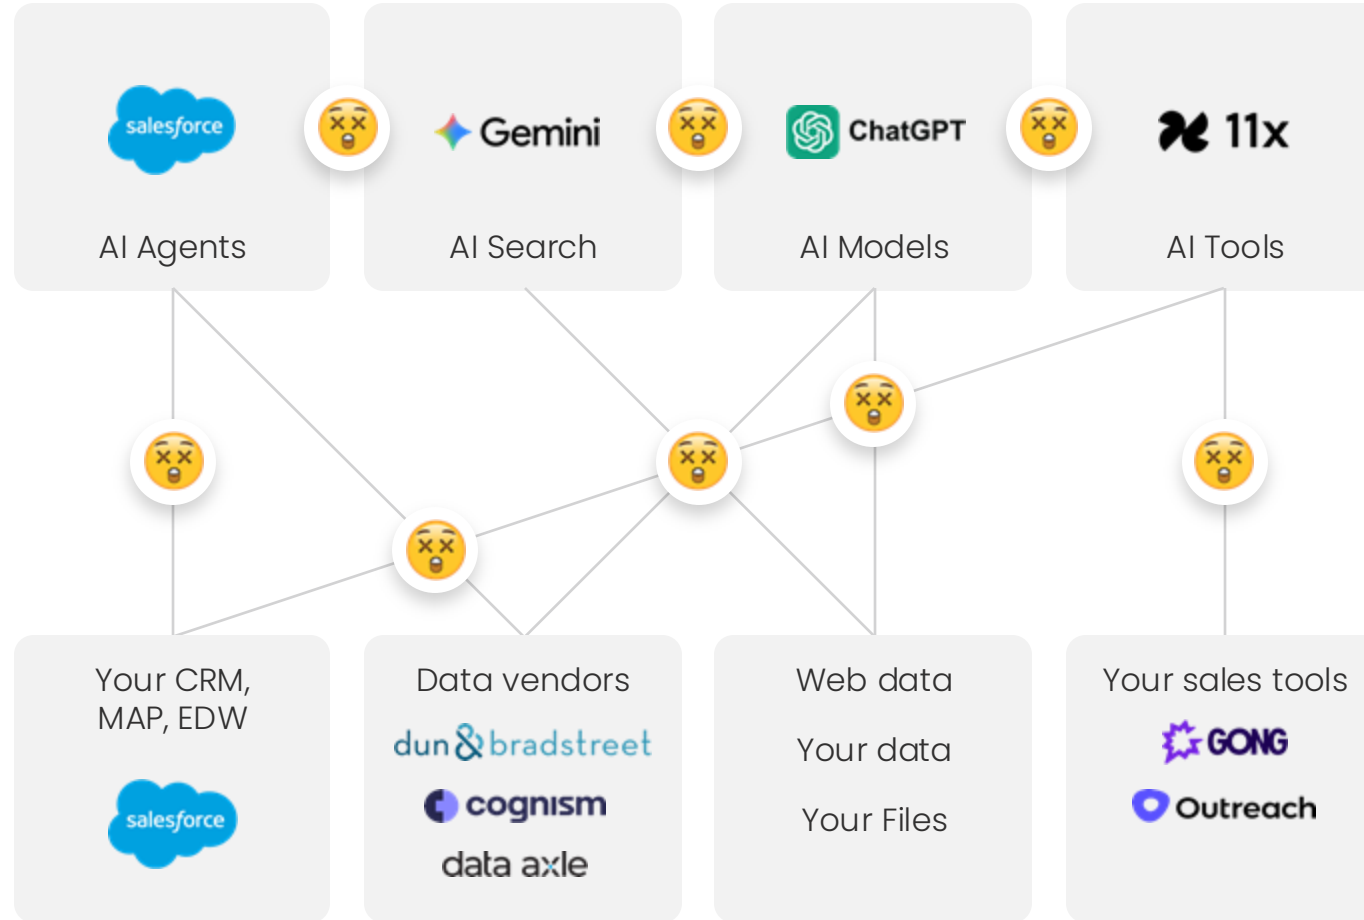 salesforce
Gemini
ChatGPT
11x
AI Agents
AI Search
AI Models
AI Tools
Your CRM,
MAP, EDW
salesforce
Data vendors
dun & bradstreet
cognism
data axle
Web data
Your data
Your Files
Your sales tools
GONG
Outreach